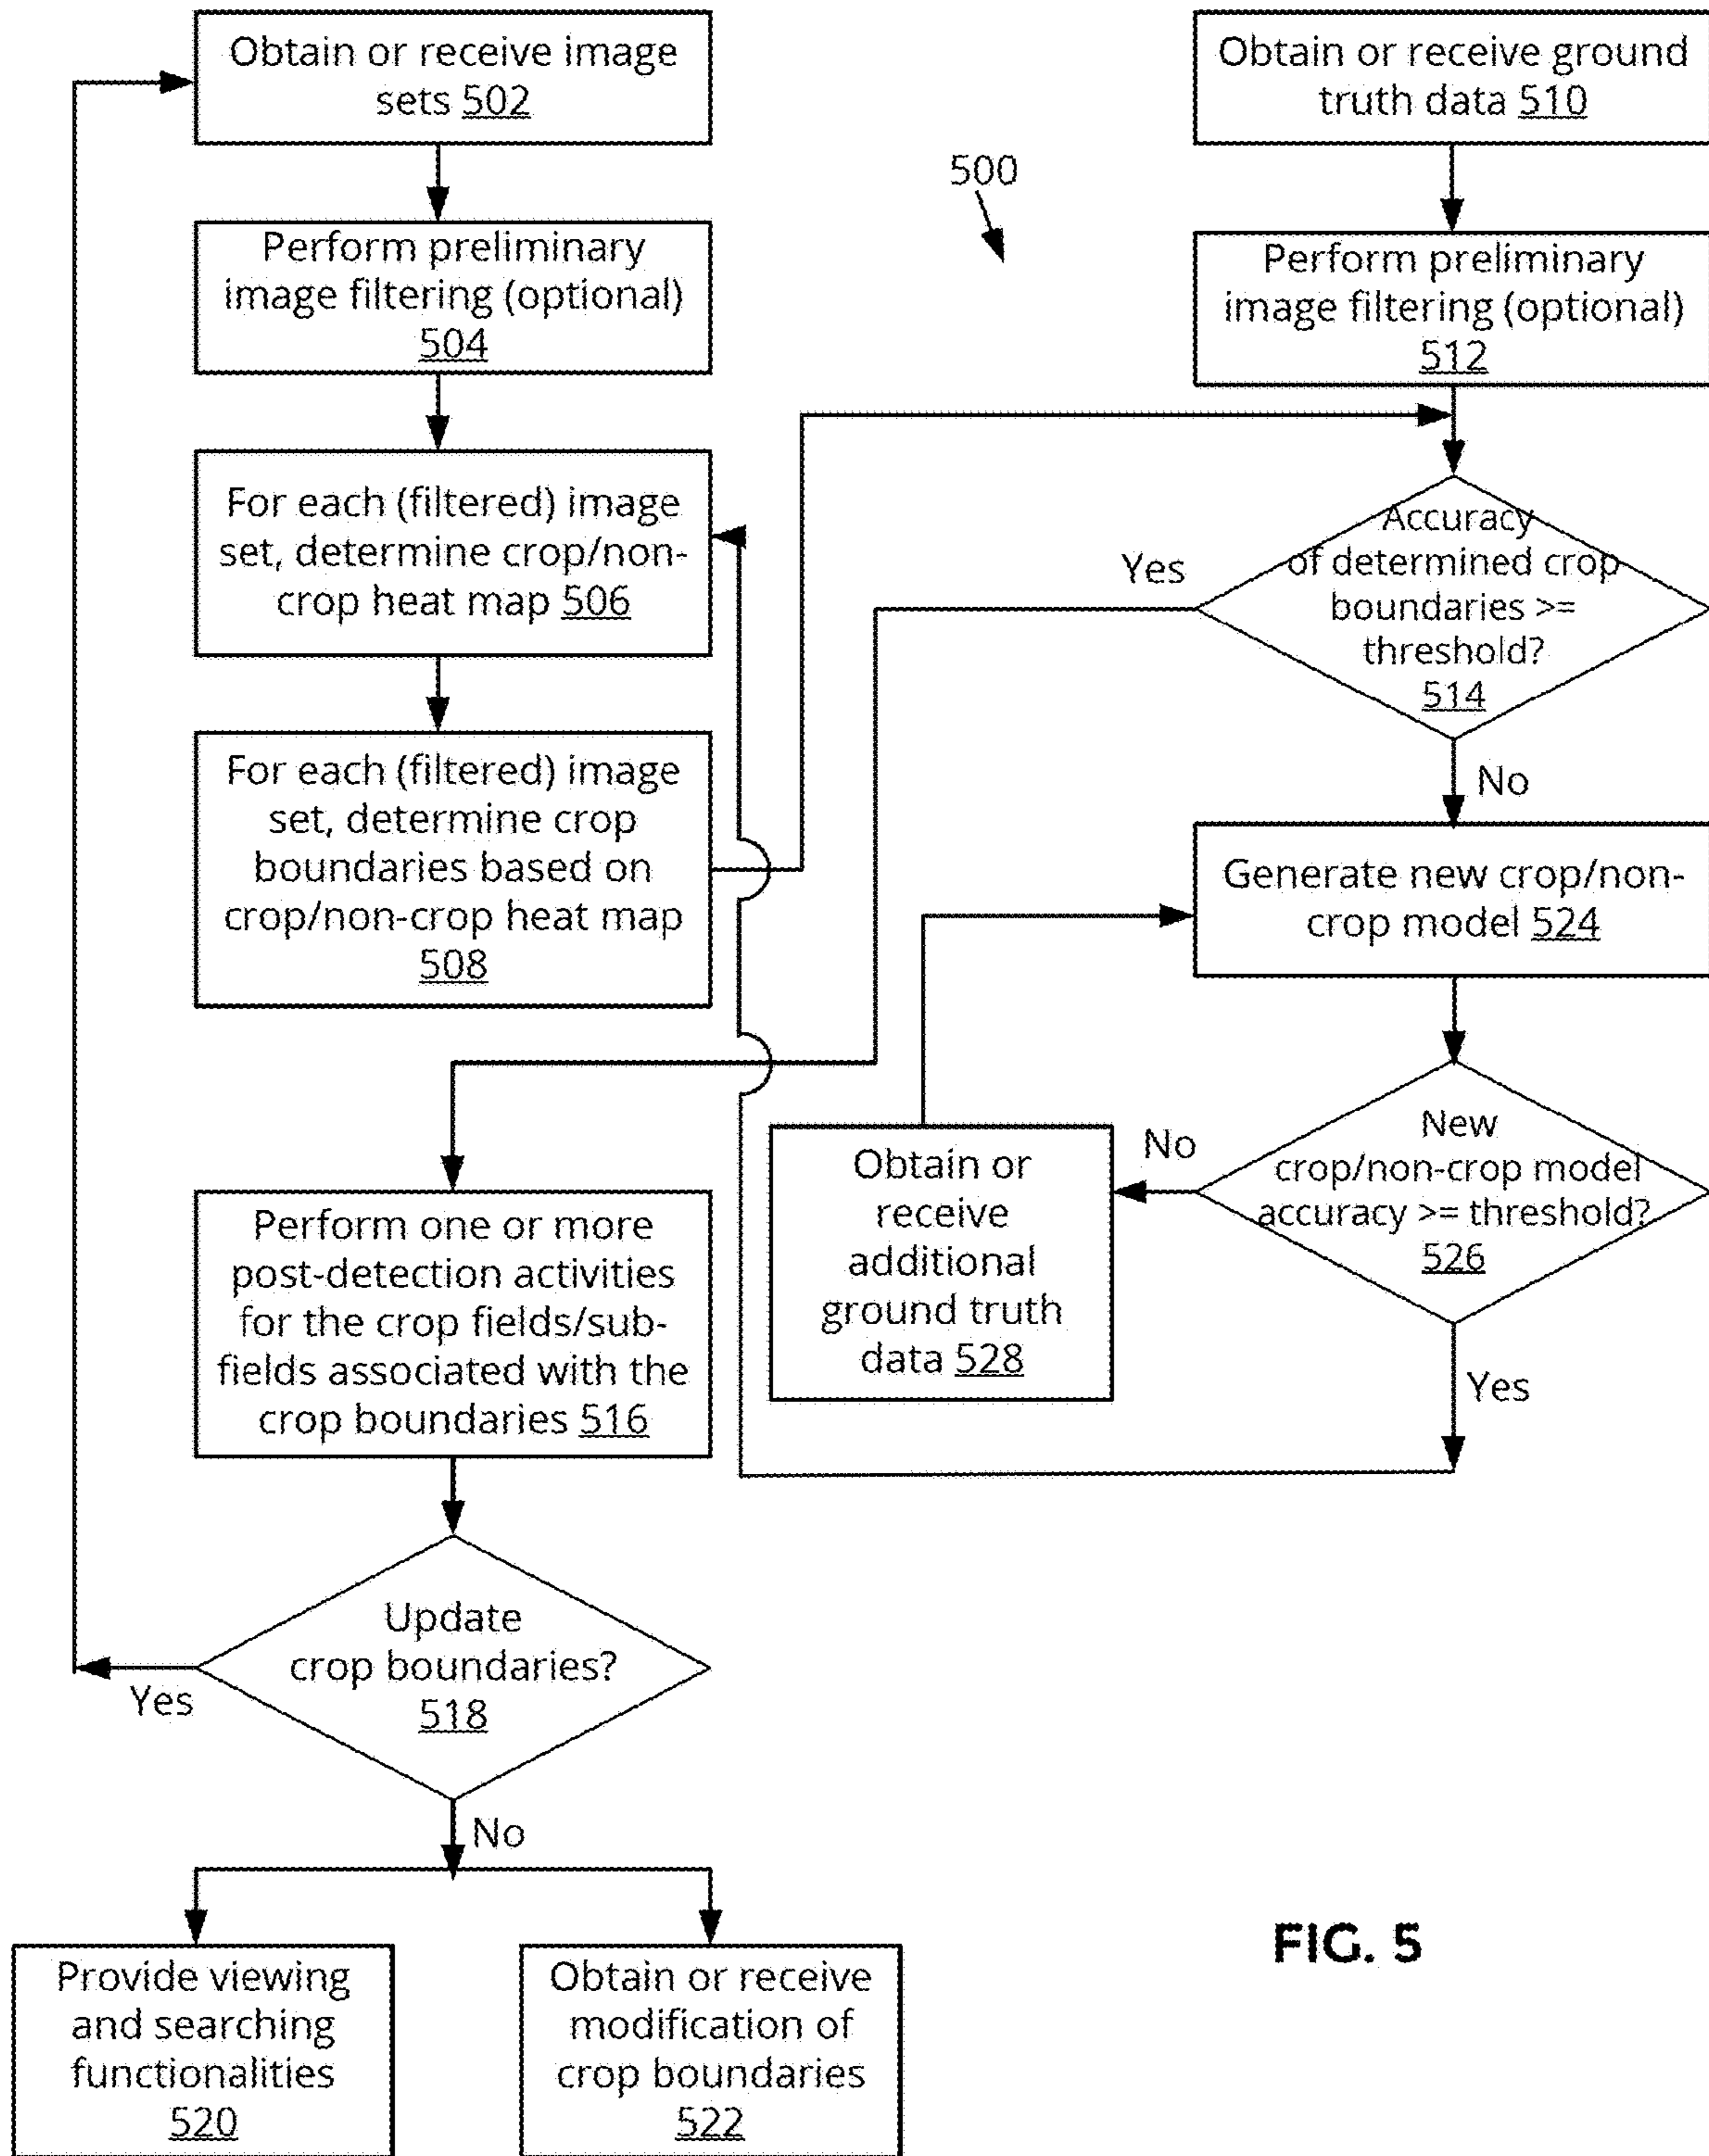 Obtain or receive image
sets 502
Perform preliminary
image filtering (optional)
504
For each (filtered) image
set, determine crop/non-
crop heat map 506
For each (filtered) image
set, determine crop
boundaries based on
crop/non-crop heat map
508
500
Obtain or receive ground
truth data 510
Perform preliminary
image filtering (optional)
512
Accuracy
of determined crop
boundaries >=
threshold?
514
Yes
No
Generate new crop/non-
crop model 524
New
crop/non-crop model
accuracy >= threshold?
526
No
Yes
Obtain or
receive
additional
ground truth
data 528
Perform one or more
post-detection activities
for the crop fields/sub-
fields associated with the
crop boundaries 516
Update
crop boundaries?
518
Yes
No
Provide viewing
and searching
functionalities
520
Obtain or receive
modification of
crop boundaries
522
FIG. 5